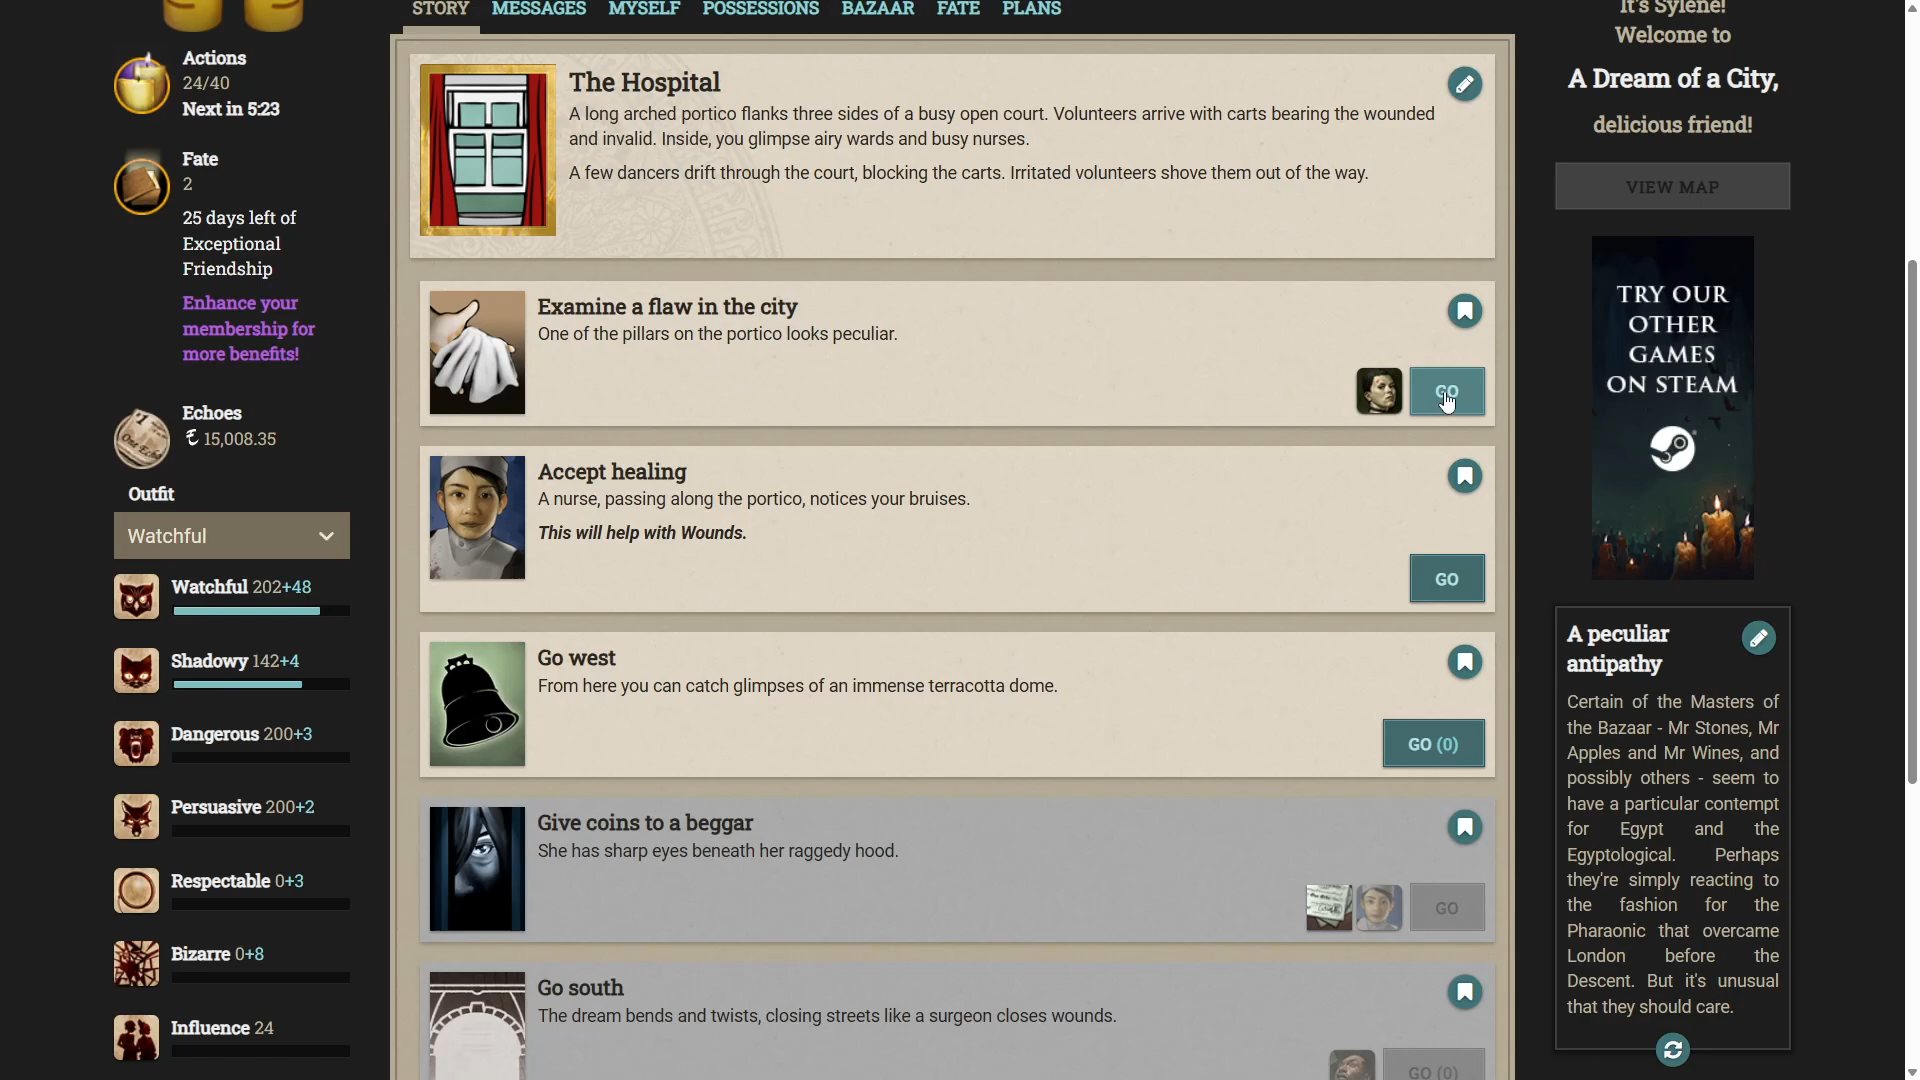 STORY MESSAGES MYSELF POSSESSIONS BAZAAR FATE PLANS
Actions
24/40
Next in 5:23
Fate
2
25 days left of
Exceptional
Friendship
Enhance your
membership for
more benefits!
Echoes
15,008.35
Outfit
Watchful
Watchful 202+48
Shadowy 142+4
Dangerous 200+3
Persuasive 200+2
Respectable 0+3
Bizarre 0+8
Influence 24
The Hospital
A long arched portico flanks three sides of a busy open court. Volunteers arrive with carts bearing the wounded
and invalid. Inside, you glimpse airy wards and busy nurses.
A few dancers drift through the court, blocking the carts. Irritated volunteers shove them out of the way.
Examine a flaw in the city
One of the pillars on the portico looks peculiar.
GO
Accept healing
A nurse, passing along the portico, notices your bruises.
This will help with Wounds.
GO
Go west
From here you can catch glimpses of an immense terracotta dome.
GO (0)
Give coins to a beggar
She has sharp eyes beneath her raggedy hood.
GO
Go south
The dream bends and twists, closing streets like a surgeon closes wounds.
GO (0)
It's Sylene!
Welcome to
A Dream of a City,
delicious friend!
VIEW MAP
TRY OUR
OTHER
GAMES
ON STEAM
A peculiar
antipathy
Certain of the Masters of
the Bazaar - Mr Stones, Mr
Apples and Mr Wines, and
possibly others - seem to
have a particular contempt
for Egypt and the
Egyptological. Perhaps
they're simply reacting to
the fashion for the
Pharaonic that overcame
London before the
Descent. But it's unusual
that they should care.